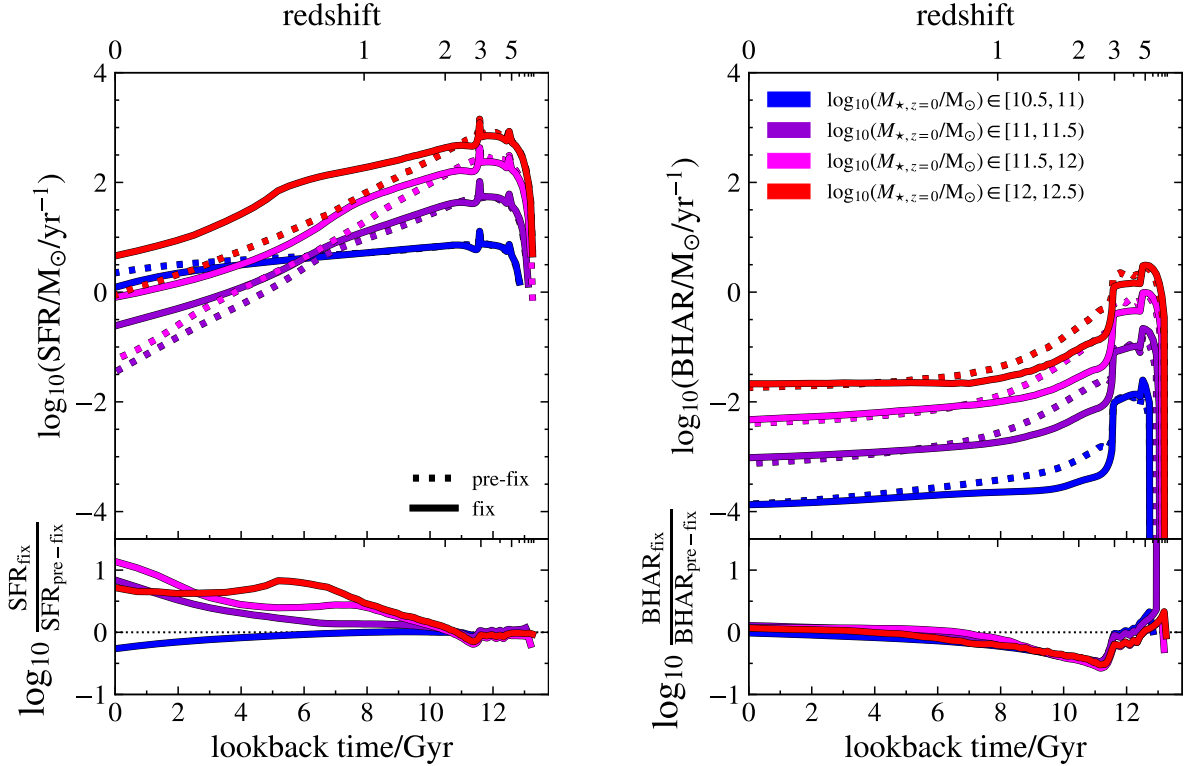 redshift
0 1 2 3 5
4
2
0
−2
−4
log10(SFR/M⊙/yr−1)
pre-fix
fix
1
0
−1
log10 SFRfix/SFRpre−fix
0 2 4 6 8 10 12
lookback time/Gyr
redshift
0 1 2 3 5
4
2
0
−2
−4
log10(BHAR/M⊙/yr−1)
log10(M⋆, z=0/M⊙) ∈ [10.5, 11)
log10(M⋆, z=0/M⊙) ∈ [11, 11.5)
log10(M⋆, z=0/M⊙) ∈ [11.5, 12)
log10(M⋆, z=0/M⊙) ∈ [12, 12.5)
1
0
−1
log10 BHARfix/BHARpre−fix
0 2 4 6 8 10 12
lookback time/Gyr